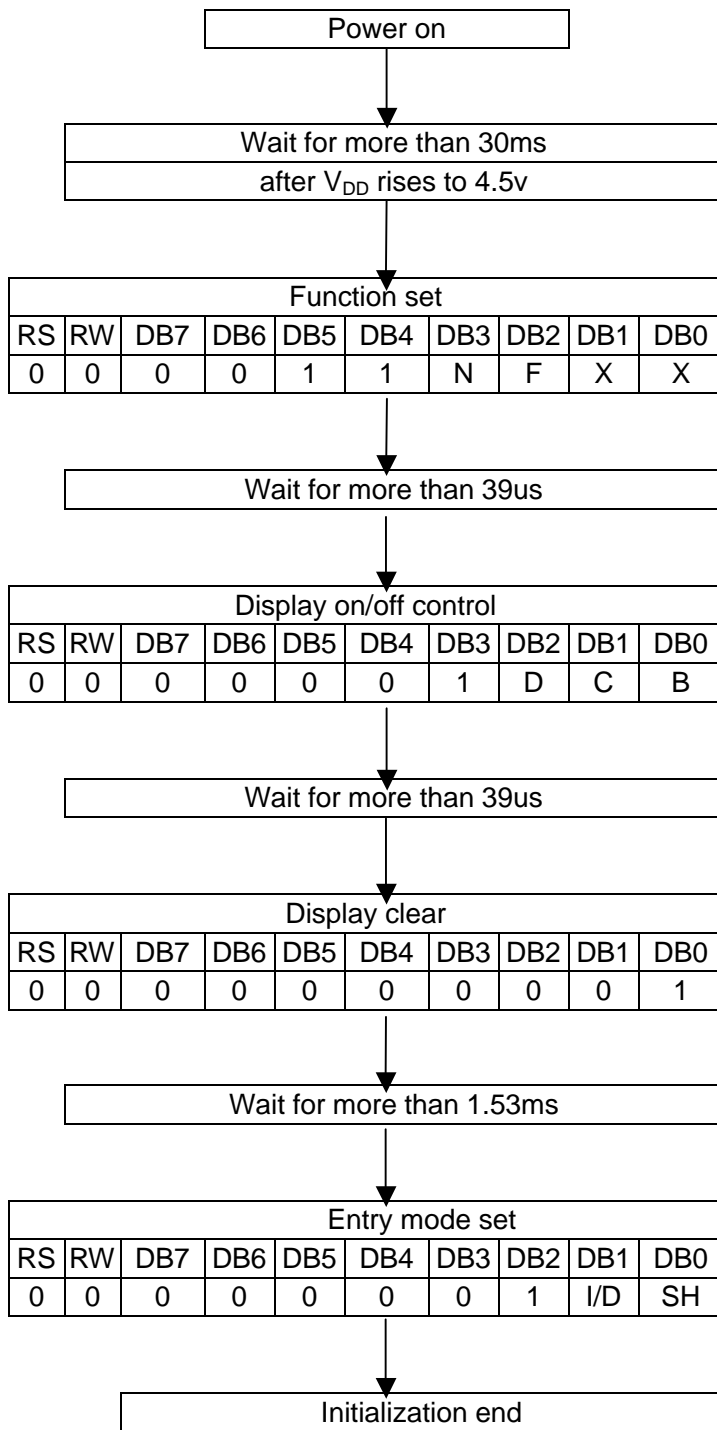 Power on
Wait for more than 30ms
after VDD rises to 4.5v
Function set
RS RW DB7 DB6 DB5 DB4 DB3 DB2 DB1 DB0
0 0 0 0 1 1 N F X X
Wait for more than 39us
Display on/off control
RS RW DB7 DB6 DB5 DB4 DB3 DB2 DB1 DB0
0 0 0 0 0 0 1 D C B
Wait for more than 39us
Display clear
RS RW DB7 DB6 DB5 DB4 DB3 DB2 DB1 DB0
0 0 0 0 0 0 0 0 0 1
Wait for more than 1.53ms
Entry mode set
RS RW DB7 DB6 DB5 DB4 DB3 DB2 DB1 DB0
0 0 0 0 0 0 0 1 I/D SH
Initialization end